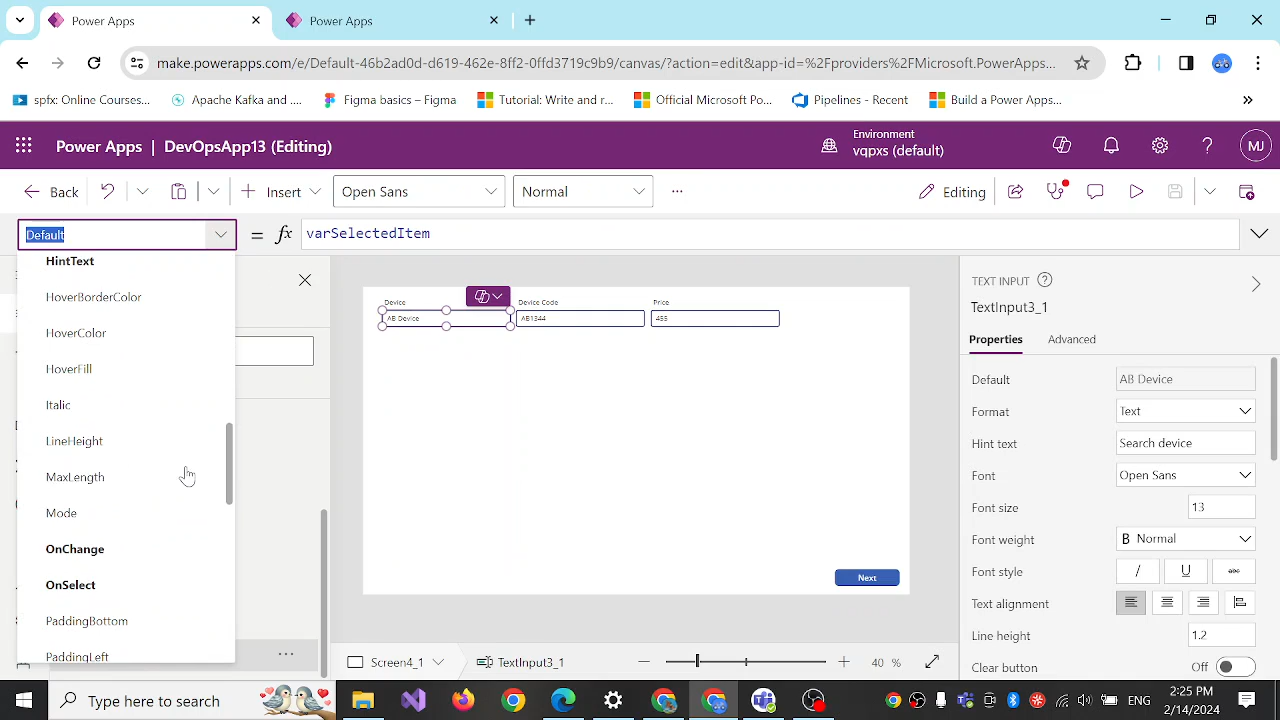 Power Apps
Power Apps
make.powerapps.com/e/Default-46b2ad0d-d619-462e-8ff2-0ffd3719c9b9/canvas/?action=edit&app-id=%2Fproviders%2FMicrosoft.PowerApps...
spfx: Online Courses...
Apache Kafka and ....
Figma basics – Figma
Tutorial: Write and r...
Official Microsoft Po...
Pipelines - Recent
Build a Power Apps...
»
Power Apps | DevOpsApp13 (Editing)
Environment
vqpxs (default)
MJ
Back
Insert
Open Sans
Normal
...
Editing
Default
= fx
varSelectedItem
HintText
HoverBorderColor
HoverColor
HoverFill
Italic
LineHeight
MaxLength
Mode
OnChange
OnSelect
PaddingBottom
PaddingLeft
Device
Device Code
Price
AB Device
AB1344
455
Next
TEXT INPUT
TextInput3_1
Properties
Advanced
Default
AB Device
Format
Text
Hint text
Search device
Font
Open Sans
Font size
13
Font weight
B Normal
Font style
/ U abc
Text alignment
Line height
1.2
Clear button
Off
Screen4_1
TextInput3_1
40 %
Type here to search
ENG
2:25 PM
2/14/2024